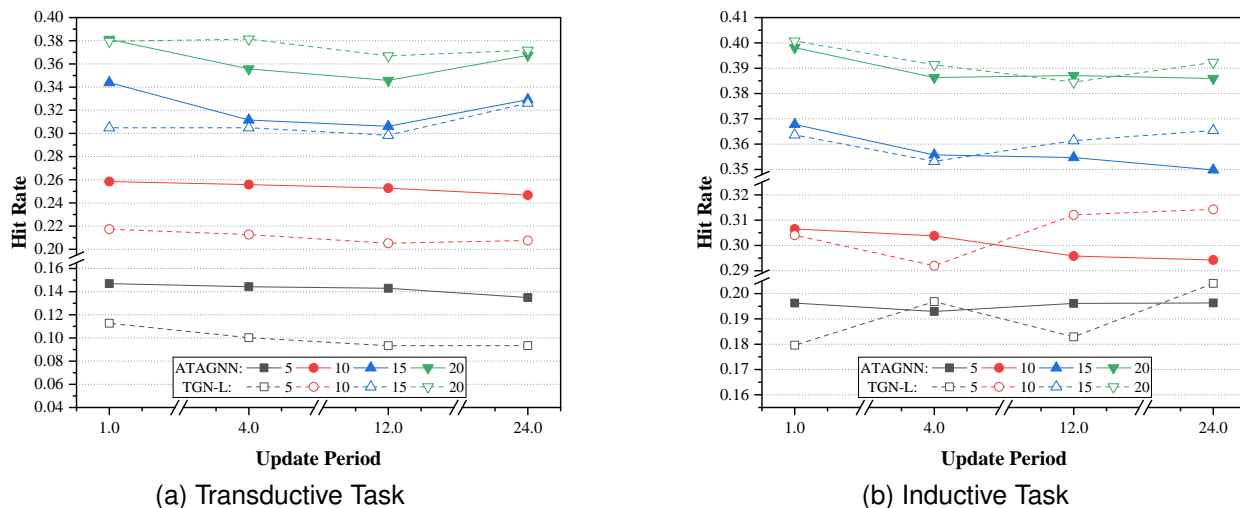 0.40
0.38
0.36
0.34
0.32
0.30
0.28
0.26
0.24
0.22
0.20
0.16
0.14
0.12
0.10
0.08
0.06
0.04
Hit Rate
ATAGNN: 5 10 15 20
TGN-L: 5 10 15 20
1.0 4.0 12.0 24.0
Update Period
(a) Transductive Task
0.41
0.40
0.39
0.38
0.37
0.36
0.35
0.32
0.31
0.30
0.29
0.20
0.19
0.18
0.17
0.16
Hit Rate
ATAGNN: 5 10 15 20
TGN-L: 5 10 15 20
1.0 4.0 12.0 24.0
Update Period
(b) Inductive Task